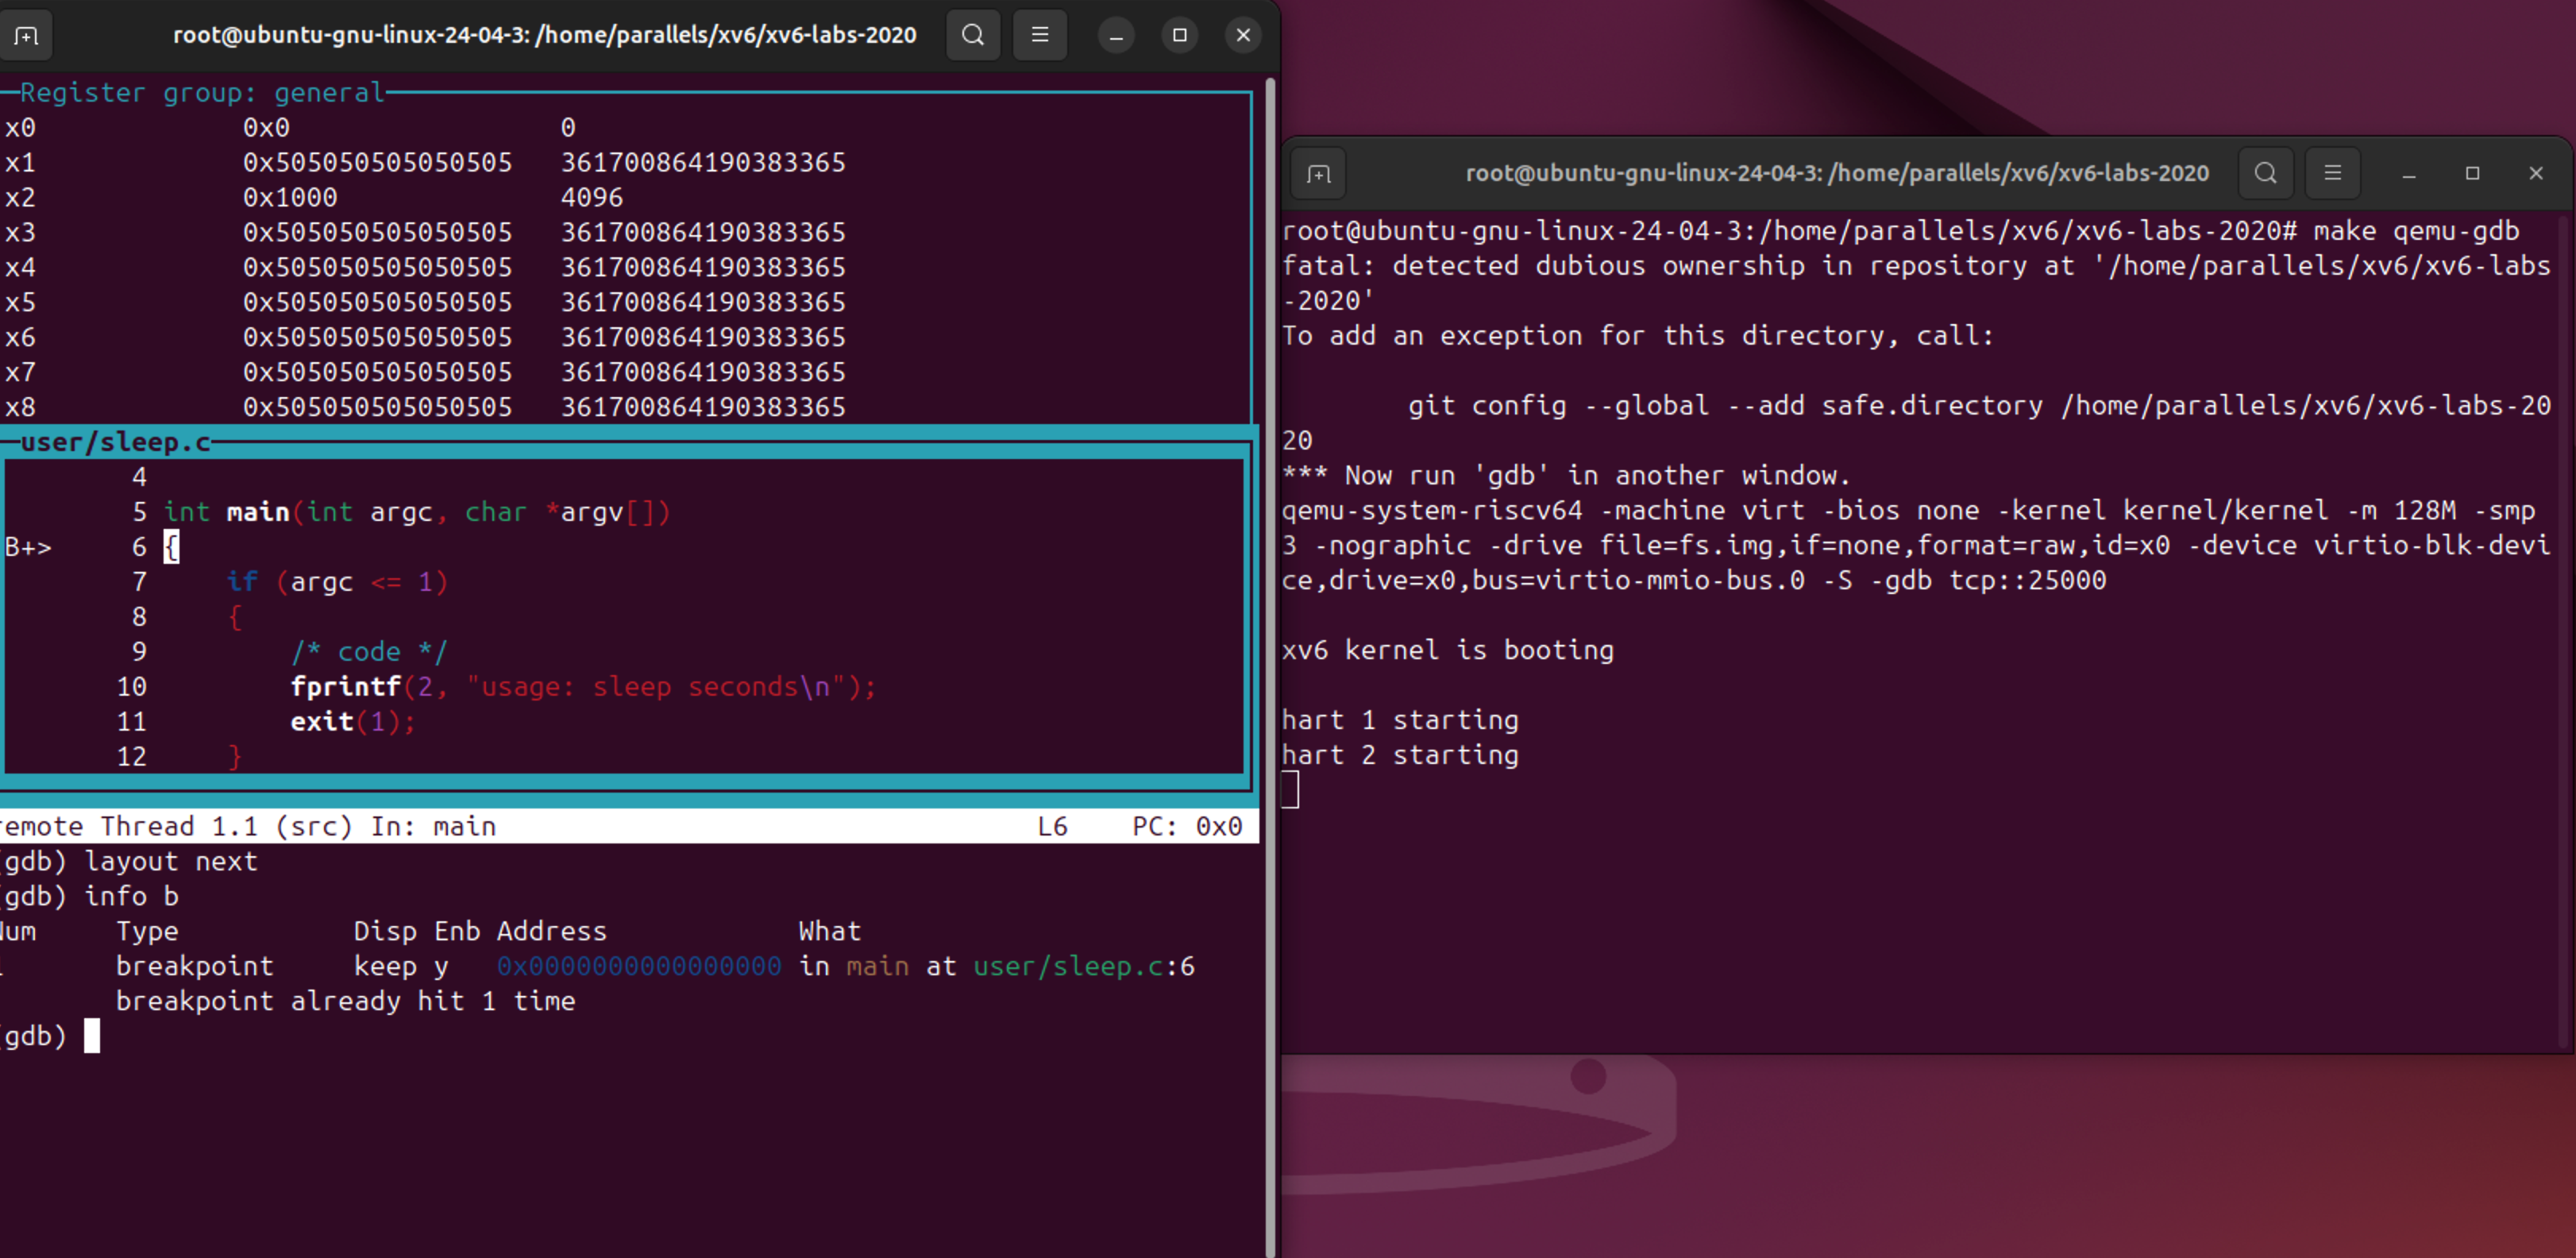 root@ubuntu-gnu-linux-24-04-3: /home/parallels/xv6/xv6-labs-2020
Register group: general
x0 0x0 0
x1 0x505050505050505 361700864190383365
x2 0x1000 4096
x3 0x505050505050505 361700864190383365
x4 0x505050505050505 361700864190383365
x5 0x505050505050505 361700864190383365
x6 0x505050505050505 361700864190383365
x7 0x505050505050505 361700864190383365
x8 0x505050505050505 361700864190383365
user/sleep.c
4
5 int main(int argc, char *argv[])
B+> 6 {
7 if (argc <= 1)
8 {
9 /* code */
10 fprintf(2, "usage: sleep seconds\n");
11 exit(1);
12 }
emote Thread 1.1 (src) In: main L6 PC: 0x0
(gdb) layout next
(gdb) info b
Num Type Disp Enb Address What
1 breakpoint keep y 0x0000000000000000 in main at user/sleep.c:6
breakpoint already hit 1 time
(gdb)
root@ubuntu-gnu-linux-24-04-3: /home/parallels/xv6/xv6-labs-2020
root@ubuntu-gnu-linux-24-04-3:/home/parallels/xv6/xv6-labs-2020# make qemu-gdb
fatal: detected dubious ownership in repository at '/home/parallels/xv6/xv6-labs
-2020'
To add an exception for this directory, call:
git config --global --add safe.directory /home/parallels/xv6/xv6-labs-20
20
*** Now run 'gdb' in another window.
qemu-system-riscv64 -machine virt -bios none -kernel kernel/kernel -m 128M -smp
3 -nographic -drive file=fs.img,if=none,format=raw,id=x0 -device virtio-blk-devi
ce,drive=x0,bus=virtio-mmio-bus.0 -S -gdb tcp::25000
xv6 kernel is booting
hart 1 starting
hart 2 starting